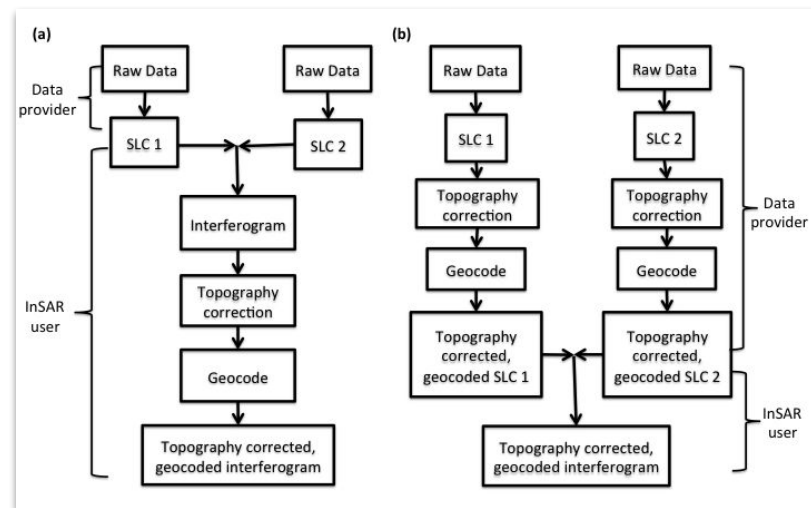 (a)
Raw Data
Raw Data
Data
provider
SLC 1
SLC 2
Interferogram
InSAR
user
Topography
correction
Geocode
Topography corrected,
geocoded interferogram
(b)
Raw Data
Raw Data
SLC 1
SLC 2
Topography
correction
Topography
correction
Data
provider
Geocode
Geocode
Topography
corrected,
geocoded SLC 1
Topography
corrected,
geocoded SLC 2
InSAR
user
Topography corrected,
geocoded interferogram